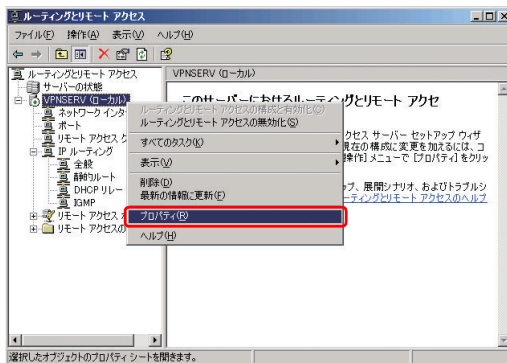 ルーティングとリモート アクセス
ファイル(F) 操作(A) 表示(V) ヘルプ(H)
ルーティングとリモート アクセス
サーバーの状態
VPNSERV (ローカル)
ネットワーク インタ
ポート
リモート アクセス ク
IP ルーティング
全般
静的ルート
DHCP リレー
IGMP
リモート アクセス ポ
リモート アクセスの
VPNSERV (ローカル)
このサーバーにおけるルーティングとリモート アクセ
クセス サーバー セットアップ ウィザ
現在の構成に変更を加えるには、コ
操作] メニューで [プロパティ] をクリッ
ップ、展開シナリオ、およびトラブルシ
ーティングとリモート アクセスのヘルプ
ルーティングとリモート アクセスの構成と有効化(C)
ルーティングとリモート アクセスの無効化(S)
すべてのタスク(K)
表示(V)
削除(D)
最新の情報に更新(F)
プロパティ(R)
ヘルプ(H)
選択したオブジェクトのプロパティ シートを開きます。